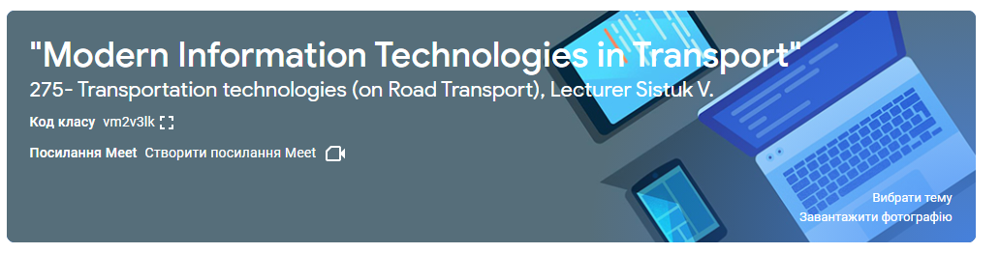 "Modern Information Technologies in Transport"
275- Transportation technologies (on Road Transport), Lecturer Sistuk V.
Код класу vm2v3lk
Посилання Meet Створити посилання Meet
Вибрати тему
Завантажити фотографію